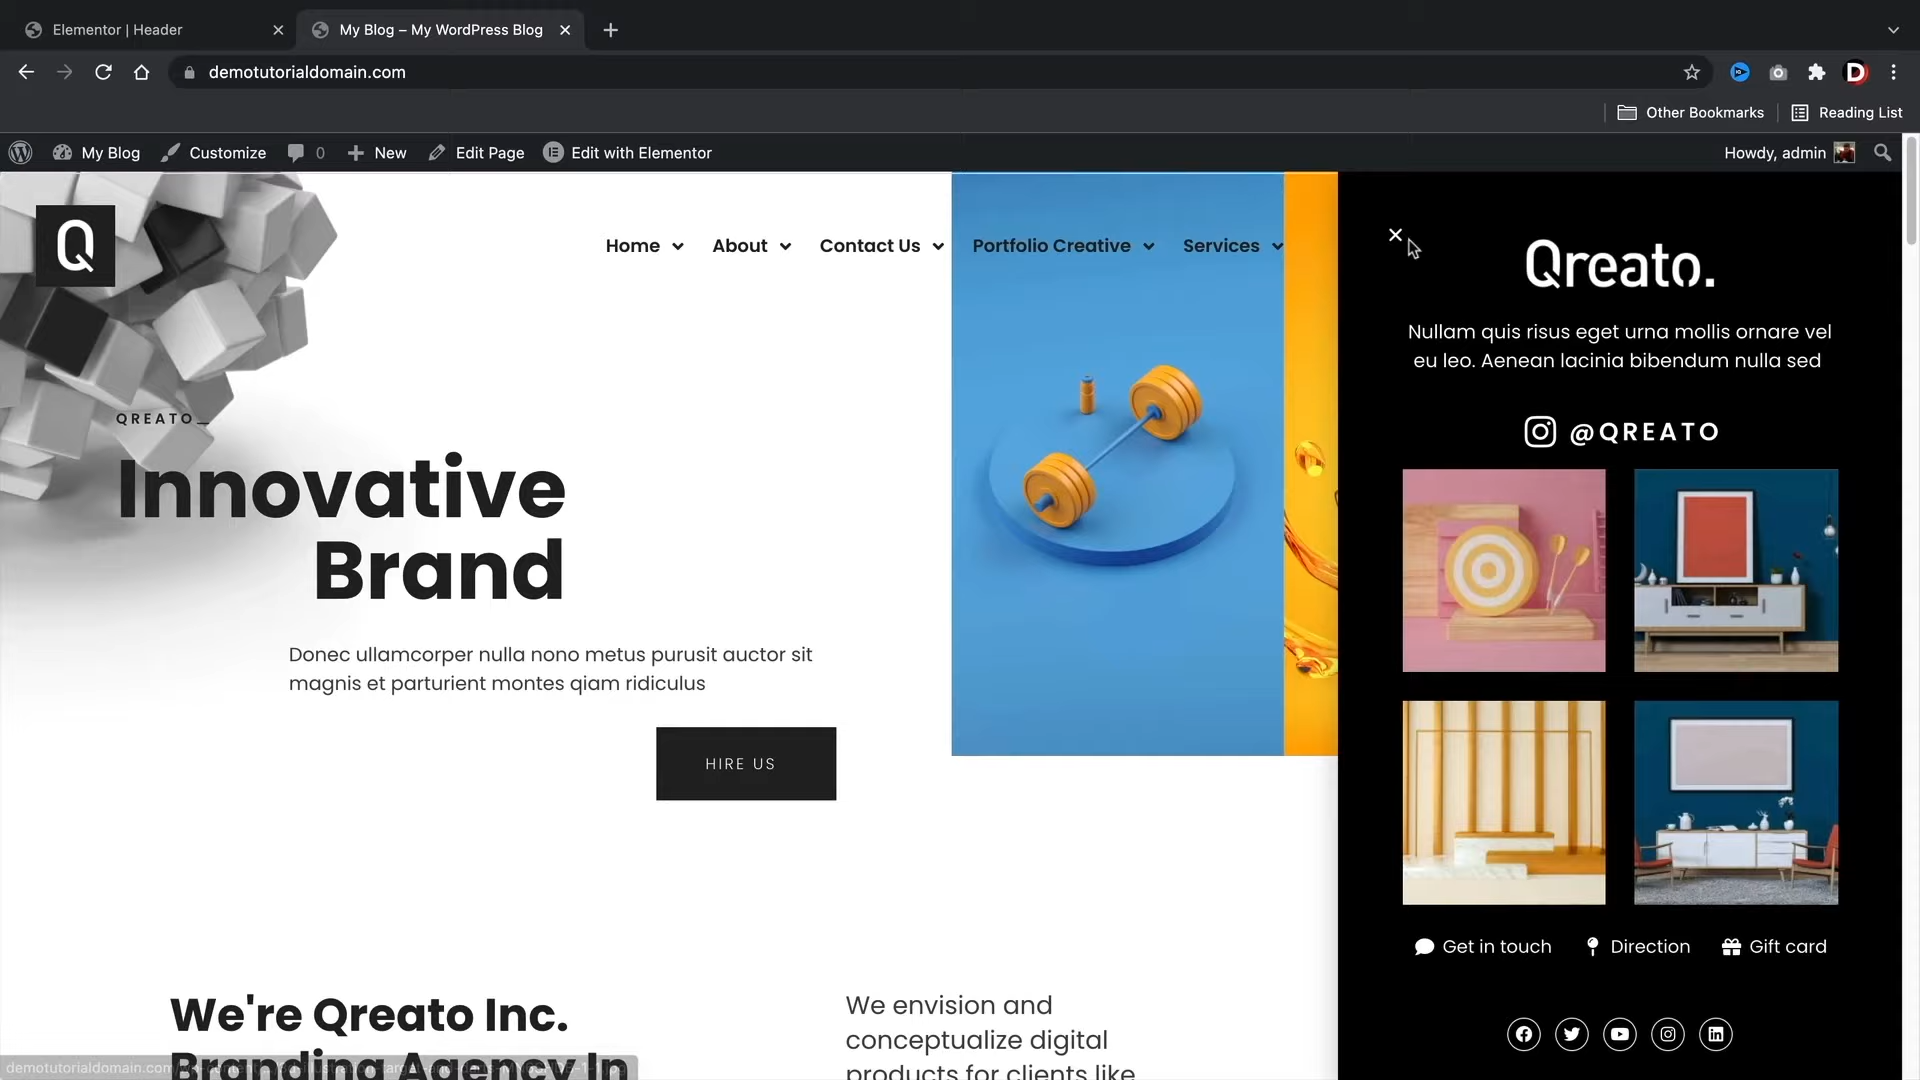 Elementor | Header
My Blog – My WordPress Blog
demotutorialdomain.com
Other Bookmarks
Reading List
My Blog
Customize
0
New
Edit Page
Edit with Elementor
Howdy, admin
Q
Home
About
Contact Us
Portfolio Creative
Services
Qreato.
Nullam quis risus eget urna mollis ornare vel
eu leo. Aenean lacinia bibendum nulla sed
@QREATO
QREATO_
Innovative
Brand
Donec ullamcorper nulla nono metus purusit auctor sit
magnis et parturient montes qiam ridiculus
HIRE US
Get in touch
Direction
Gift card
We're Qreato Inc.
Branding Agency In
We envision and
conceptualize digital
products for clients like